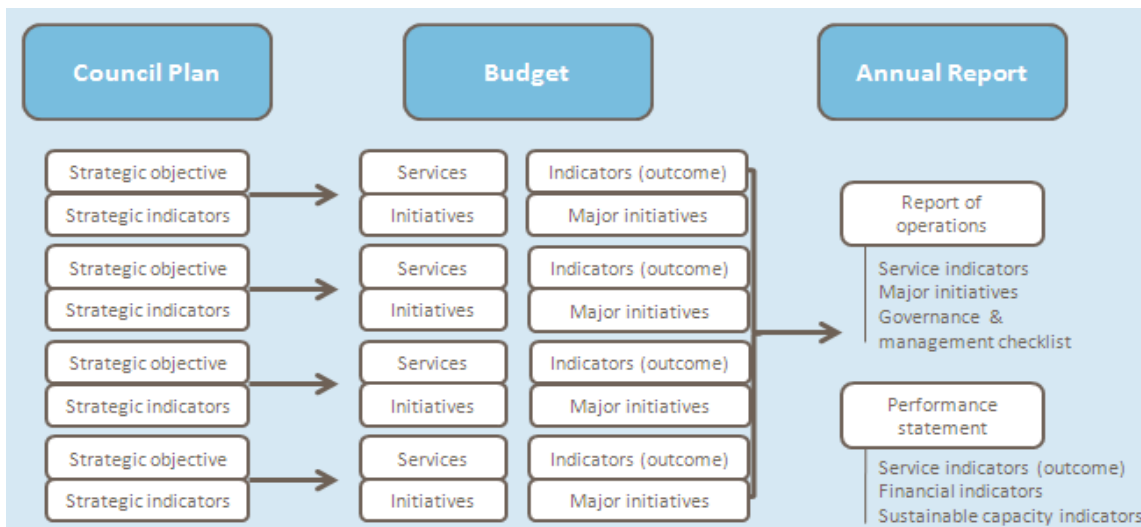 Council Plan
Budget
Annual Report
Strategic objective
Strategic indicators
Strategic objective
Strategic indicators
Strategic objective
Strategic indicators
Strategic objective
Strategic indicators
Services
Initiatives
Services
Initiatives
Services
Initiatives
Services
Initiatives
Indicators (outcome)
Major initiatives
Indicators (outcome)
Major initiatives
Indicators (outcome)
Major initiatives
Indicators (outcome)
Major initiatives
Report of
operations
Service indicators
Major initiatives
Governance &
management checklist
Performance
statement
Service indicators (outcome)
Financial indicators
Sustainable capacity indicators